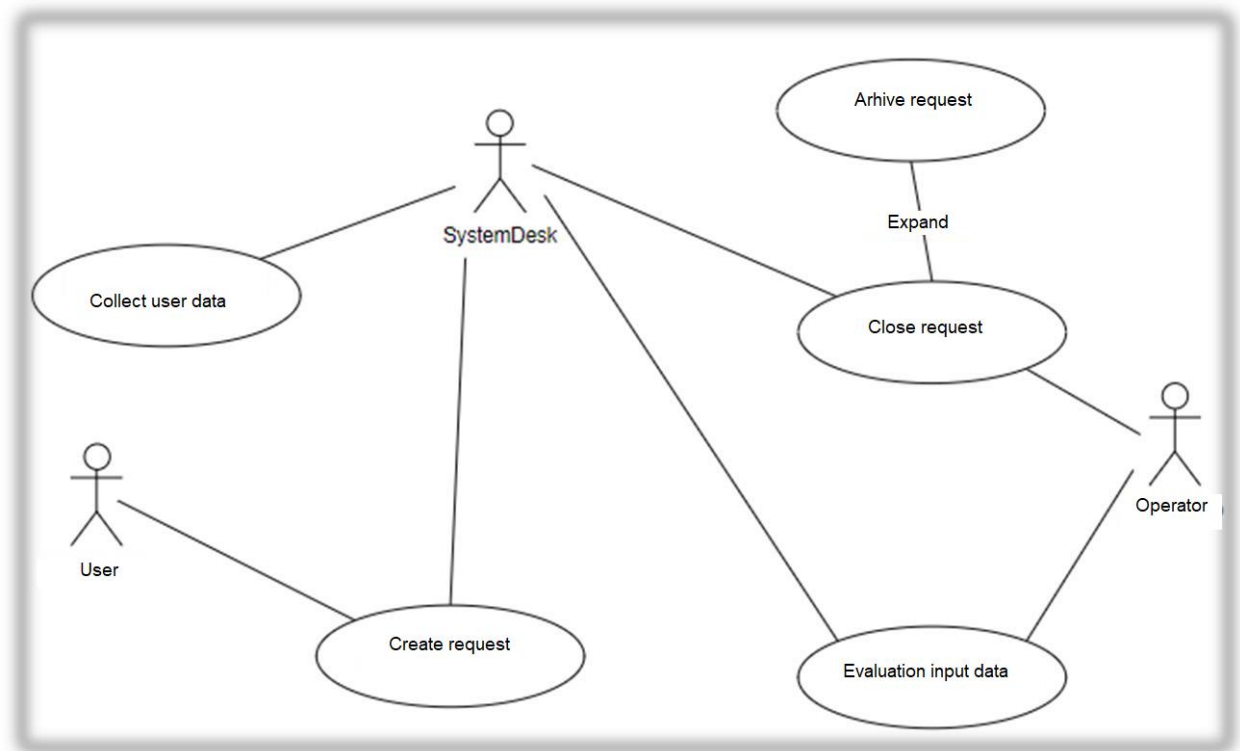 Arhive request
Expand
SystemDesk
Collect user data
Close request
Operator
User
Create request
Evaluation input data